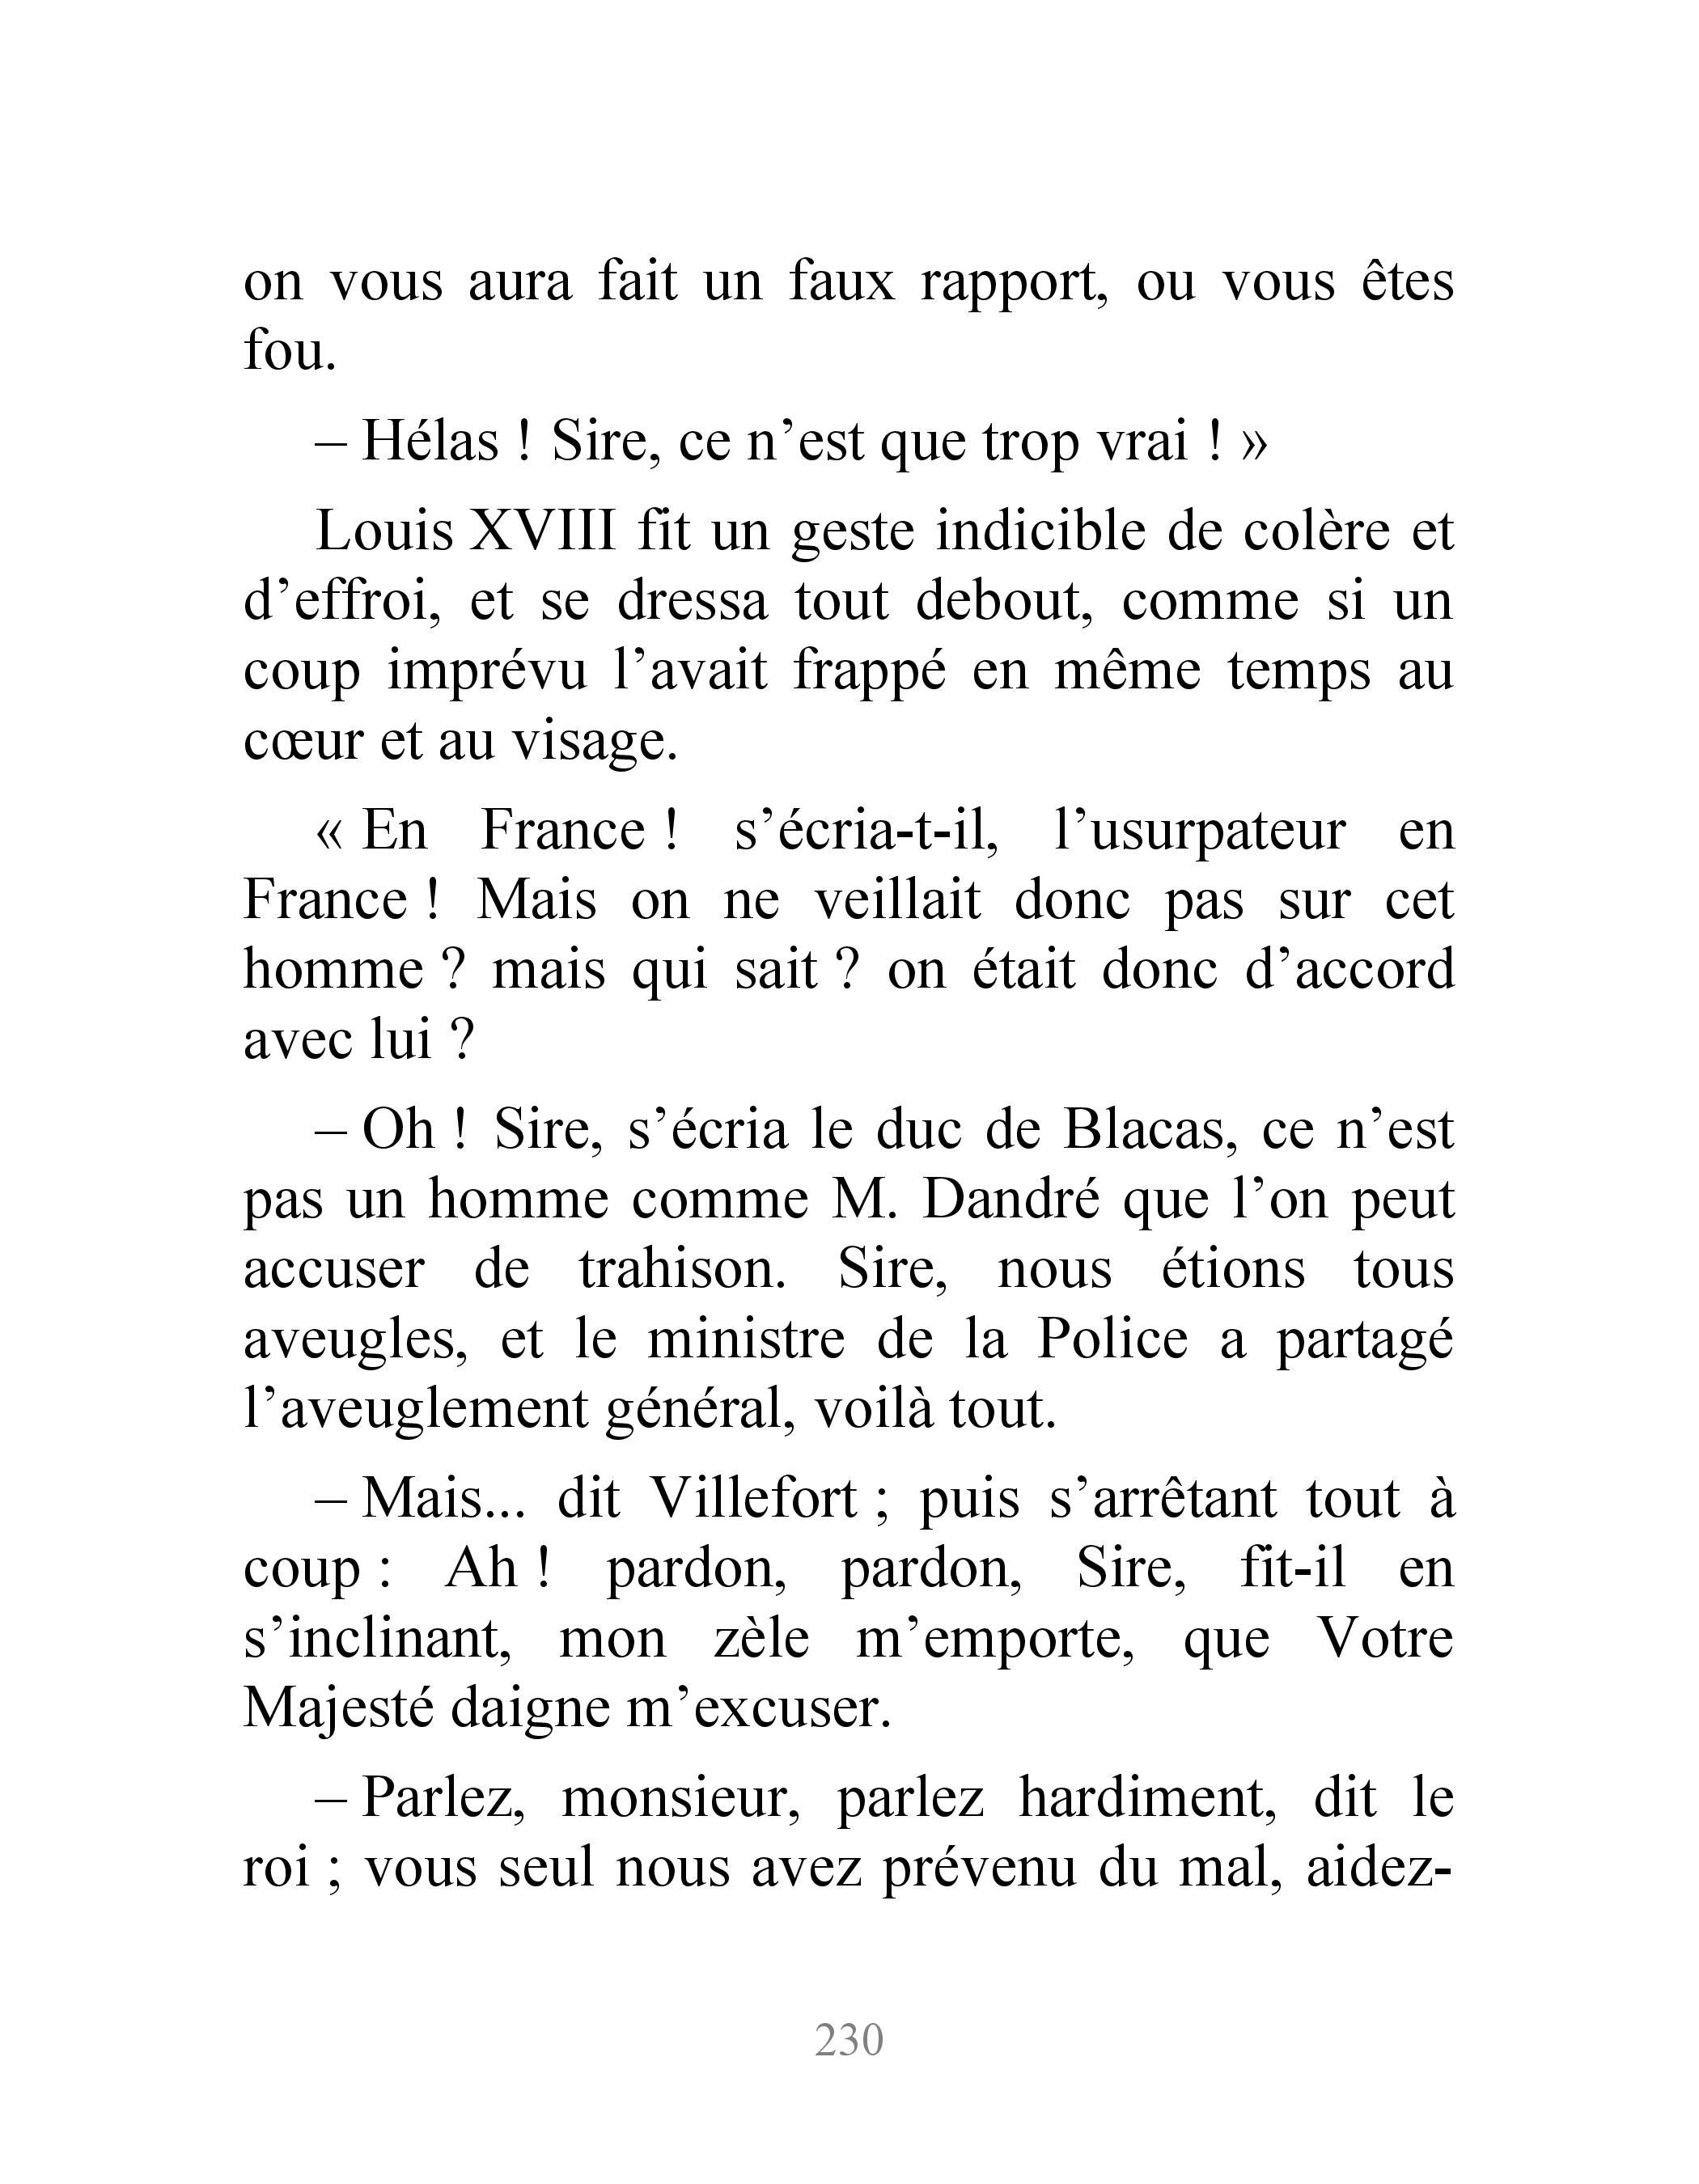 on vous aura fait un faux rapport, ou vous êtes
fou.
– Hélas ! Sire, ce n’est que trop vrai ! »
Louis XVIII fit un geste indicible de colère et
d’effroi, et se dressa tout debout, comme si un
coup imprévu l’avait frappé en même temps au
cœur et au visage.
« En France ! s’écria-t-il, l’usurpateur en
France ! Mais on ne veillait donc pas sur cet
homme ? mais qui sait ? on était donc d’accord
avec lui ?
– Oh ! Sire, s’écria le duc de Blacas, ce n’est
pas un homme comme M. Dandré que l’on peut
accuser de trahison. Sire, nous étions tous
aveugles, et le ministre de la Police a partagé
l’aveuglement général, voilà tout.
– Mais... dit Villefort ; puis s’arrêtant tout à
coup : Ah ! pardon, pardon, Sire, fit-il en
s’inclinant, mon zèle m’emporte, que Votre
Majesté daigne m’excuser.
– Parlez, monsieur, parlez hardiment, dit le
roi ; vous seul nous avez prévenu du mal, aidez-
230